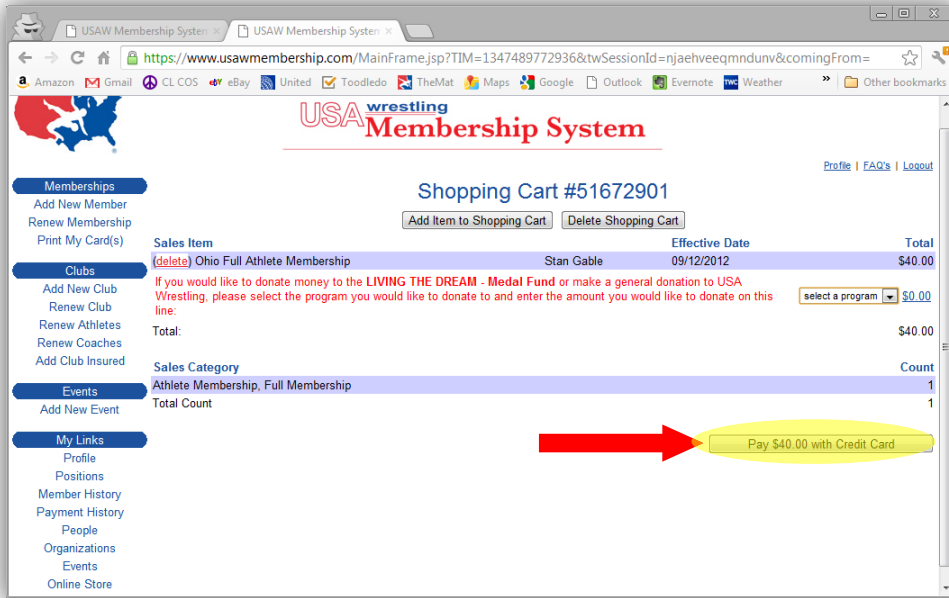 USAW Membership System
USAW Membership System
https://www.usawmembership.com/MainFrame.jsp?TIM=1347489772936&twSessionId=njaehveeqmndunv&comingFrom=
Amazon Gmail CL COS eBay United Toodledo TheMat Maps Google Outlook Evernote Weather » Other bookmarks
USA wrestling
Membership System
Profile | FAQ's | Logout
Shopping Cart #51672901
Add Item to Shopping Cart Delete Shopping Cart
Sales Item Effective Date Total
(delete) Ohio Full Athlete Membership Stan Gable 09/12/2012 $40.00
If you would like to donate money to the LIVING THE DREAM - Medal Fund or make a general donation to USA
Wrestling, please select the program you would like to donate to and enter the amount you would like to donate on this
line:
select a program $0.00
Total: $40.00
Sales Category Count
Athlete Membership, Full Membership 1
Total Count 1
Pay $40.00 with Credit Card
Memberships
Add New Member
Renew Membership
Print My Card(s)
Clubs
Add New Club
Renew Club
Renew Athletes
Renew Coaches
Add Club Insured
Events
Add New Event
My Links
Profile
Positions
Member History
Payment History
People
Organizations
Events
Online Store